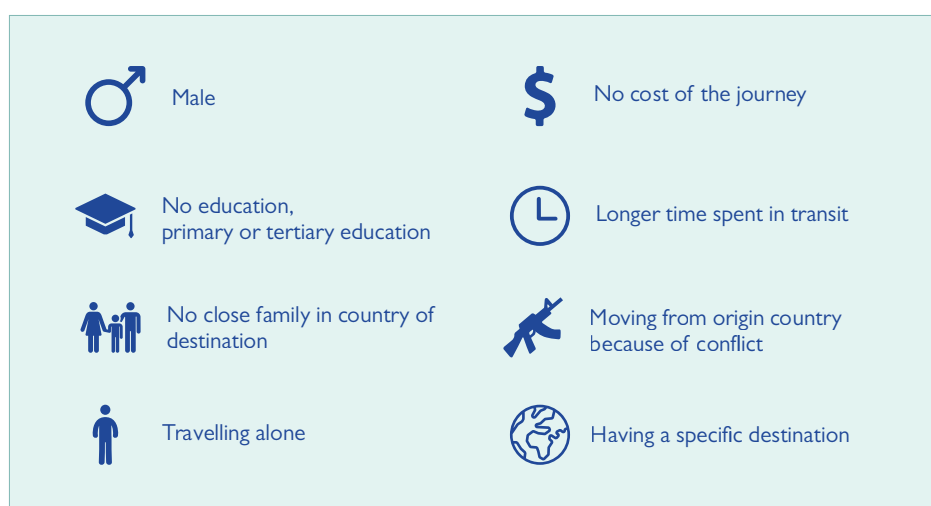 Male
No education,
primary or tertiary education
No close family in country of
destination
Travelling alone
$
No cost of the journey
Longer time spent in transit
Moving from origin country
because of conflict
Having a specific destination